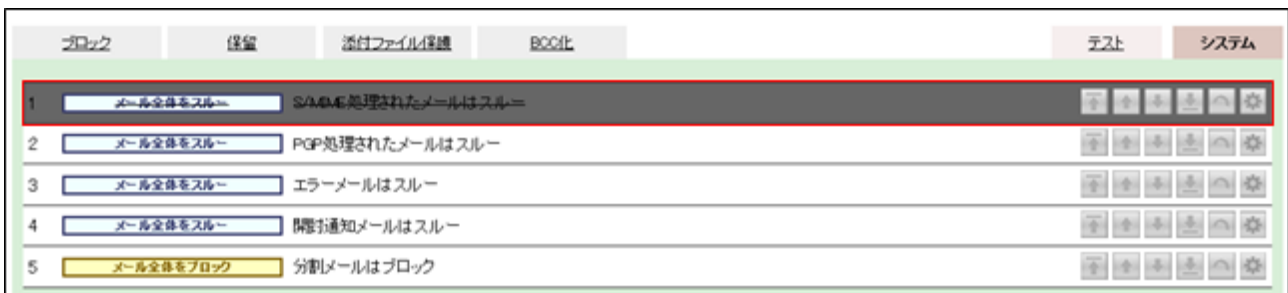 ブロック 保留 添付ファイル保護 BCC化 テスト システム
1 メール全体をスルー S/MIME処理されたメールはスルー
2 メール全体をスルー PGP処理されたメールはスルー
3 メール全体をスルー エラーメールはスルー
4 メール全体をスルー 開封通知メールはスルー
5 メール全体をブロック 分割メールはブロック